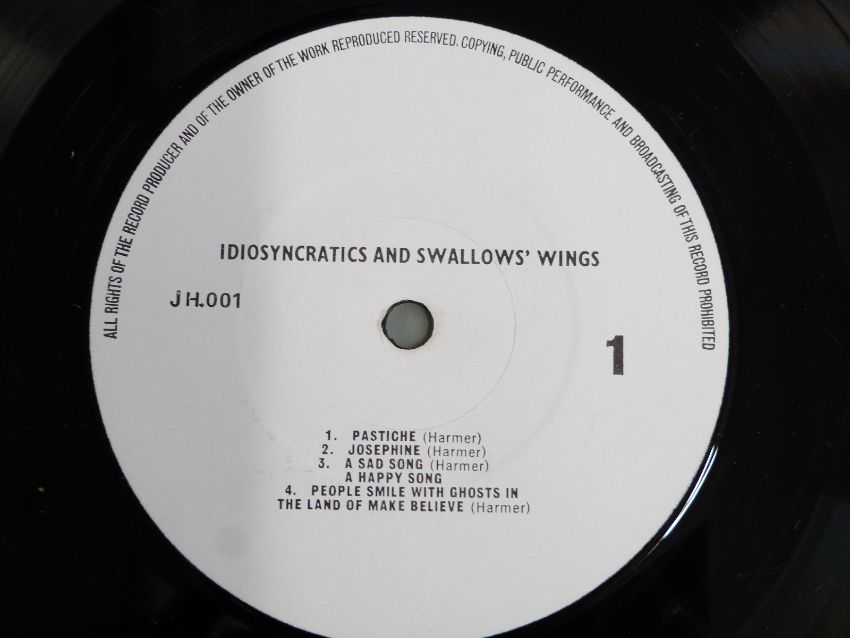 ALL RIGHTS OF THE RECORD PRODUCER AND OF THE OWNER OF THE WORK REPRODUCED RESERVED. COPYING, PUBLIC PERFORMANCE AND BROADCASTING OF THIS RECORD PROHIBITED
IDIOSYNCRATICS AND SWALLOWS' WINGS
JH.001
1
1. PASTICHE (Harmer)
2. JOSEPHINE (Harmer)
3. A SAD SONG (Harmer)
A HAPPY SONG
4. PEOPLE SMILE WITH GHOSTS IN
THE LAND OF MAKE BELIEVE (Harmer)